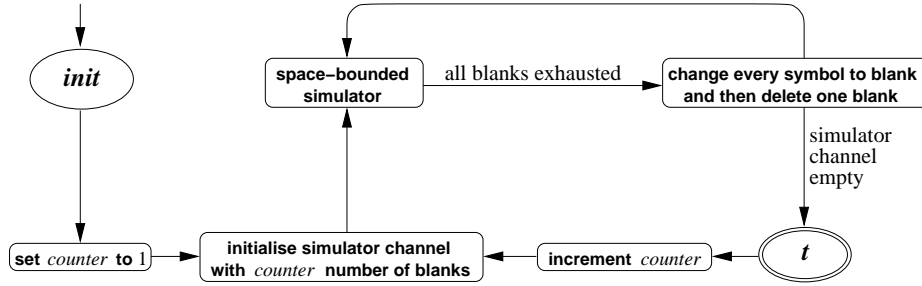 init
space–bounded
simulator
all blanks exhausted
change every symbol to blank
and then delete one blank
simulator
channel
empty
set counter to 1
initialise simulator channel
with counter number of blanks
increment counter
t